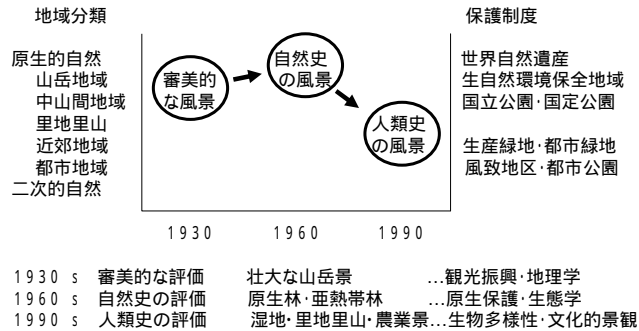 地域分類
保護制度
原生的自然
山岳地域
中山間地域
里地里山
近郊地域
都市地域
二次的自然
審美的
な風景
自然史
の風景
人類史
の風景
世界自然遺産
生自然環境保全地域
国立公園･国定公園
生産緑地･都市緑地
風致地区･都市公園
1930 1960 1990
1930 s 審美的な評価 壮大な山岳景 …観光振興･地理学
1960 s 自然史の評価 原生林･亜熱帯林 …原生保護･生態学
1990 s 人類史の評価 湿地･里地里山･農業景…生物多様性･文化的景観